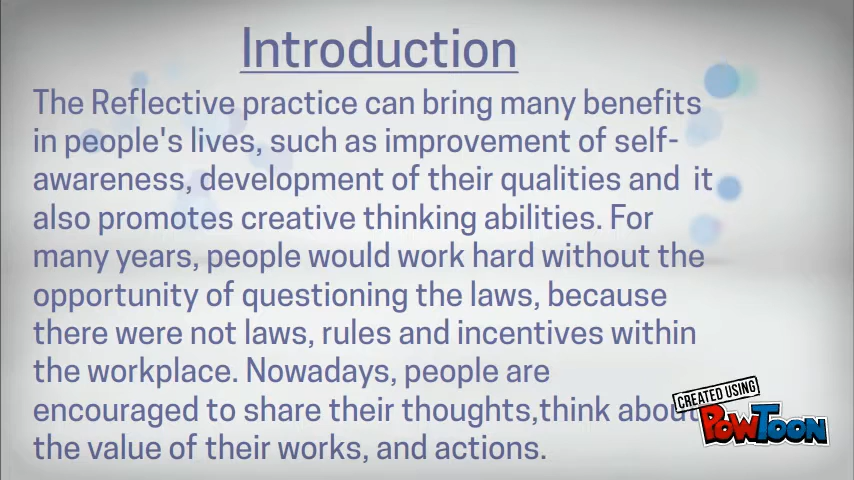 Introduction
The Reflective practice can bring many benefits
in people's lives, such as improvement of self-
awareness, development of their qualities and  it
also promotes creative thinking abilities. For
many years, people would work hard without the
opportunity of questioning the laws, because
there were not laws, rules and incentives within
the workplace. Nowadays, people are
encouraged to share their thoughts,think about
the value of their works, and actions.
CREATED USING
POWTOON